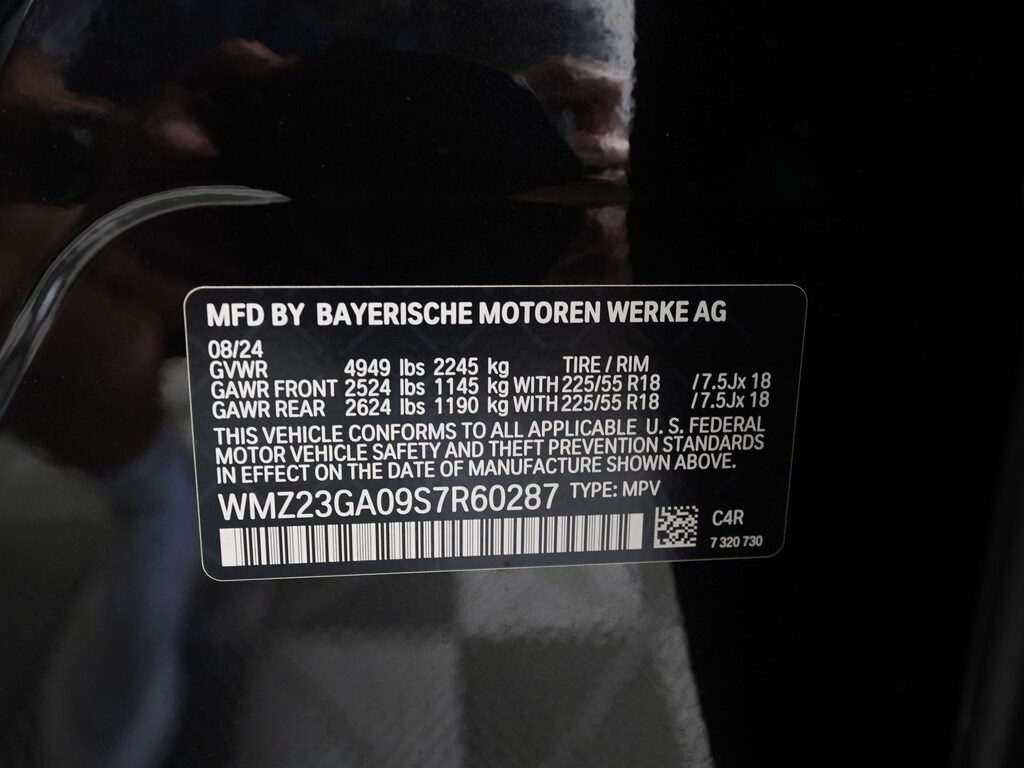 MFD BY BAYERISCHE MOTOREN WERKE AG
08/24
GVWR 4949 lbs 2245 kg TIRE / RIM
GAWR FRONT 2524 lbs 1145 kg WITH 225/55 R18 / 7.5Jx 18
GAWR REAR 2624 lbs 1190 kg WITH 225/55 R18 / 7.5Jx 18
THIS VEHICLE CONFORMS TO ALL APPLICABLE U. S. FEDERAL
MOTOR VEHICLE SAFETY AND THEFT PREVENTION STANDARDS
IN EFFECT ON THE DATE OF MANUFACTURE SHOWN ABOVE.
WMZ23GA09S7R60287 TYPE: MPV
C4R
7 320 730